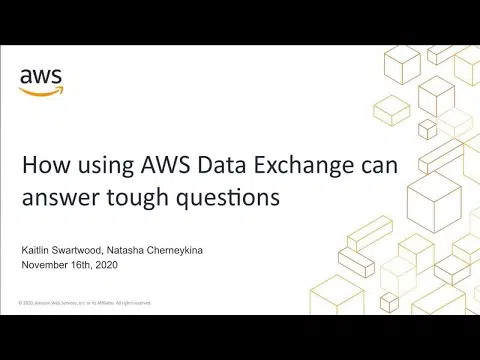 aws
How using AWS Data Exchange can
answer tough questions
Kaitlin Swartwood, Natasha Cherneykina
November 16th, 2020
© 2020, Amazon Web Services, Inc. or its Affiliates. All rights reserved.